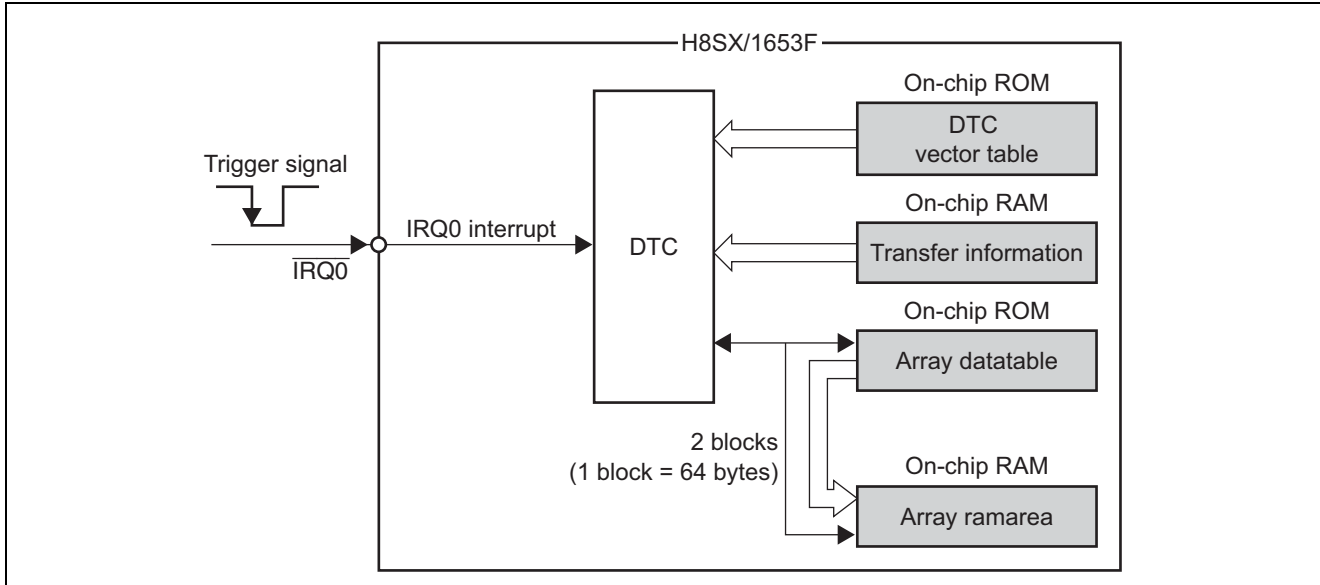 H8SX/1653F
On-chip ROM
DTC
vector table
Trigger signal
On-chip RAM
IRQ0 interrupt
DTC
Transfer information
IRQ0
On-chip ROM
Array datatable
2 blocks
(1 block = 64 bytes)
On-chip RAM
Array ramarea